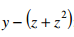 y − (z + z²)